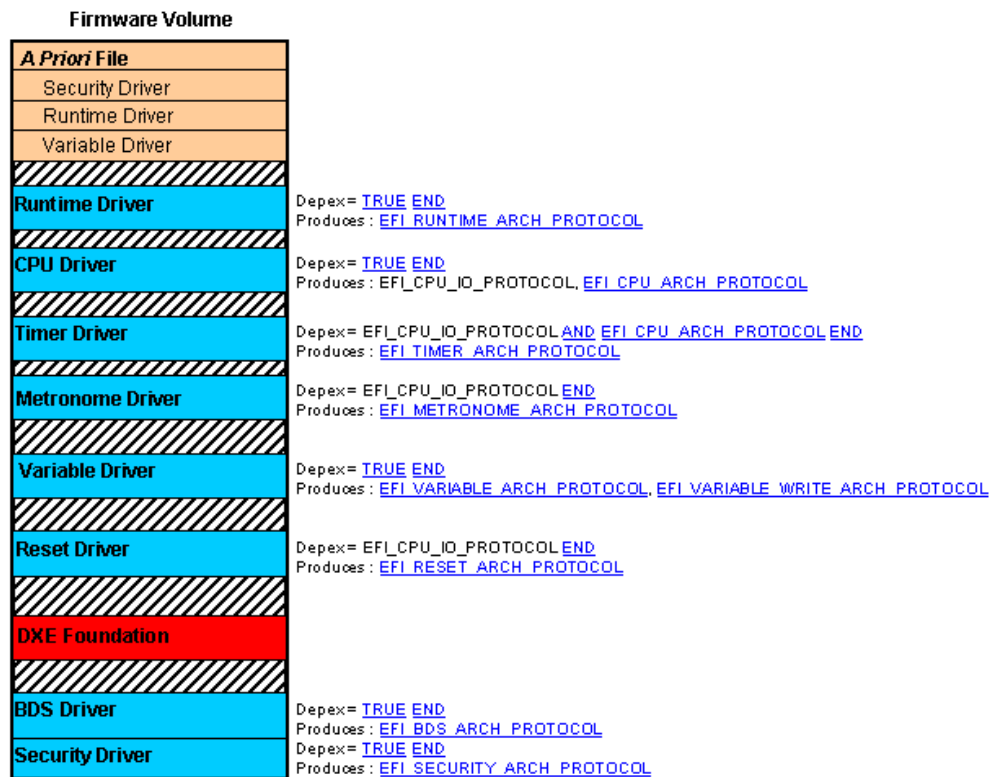 Firmware Volume
A Priori File
Security Driver
Runtime Driver
Variable Driver
Runtime Driver
Depex= TRUE END
Produces : EFI_RUNTIME_ARCH_PROTOCOL
CPU Driver
Depex= TRUE END
Produces : EFI_CPU_IO_PROTOCOL, EFI_CPU_ARCH_PROTOCOL
Timer Driver
Depex= EFI_CPU_IO_PROTOCOL AND EFI_CPU_ARCH_PROTOCOL END
Produces : EFI_TIMER_ARCH_PROTOCOL
Metronome Driver
Depex= EFI_CPU_IO_PROTOCOL END
Produces : EFI_METRONOME_ARCH_PROTOCOL
Variable Driver
Depex= TRUE END
Produces : EFI_VARIABLE_ARCH_PROTOCOL, EFI_VARIABLE_WRITE_ARCH_PROTOCOL
Reset Driver
Depex= EFI_CPU_IO_PROTOCOL END
Produces : EFI_RESET_ARCH_PROTOCOL
DXE Foundation
BDS Driver
Depex= TRUE END
Produces : EFI_BDS_ARCH_PROTOCOL
Security Driver
Depex= TRUE END
Produces : EFI_SECURITY_ARCH_PROTOCOL